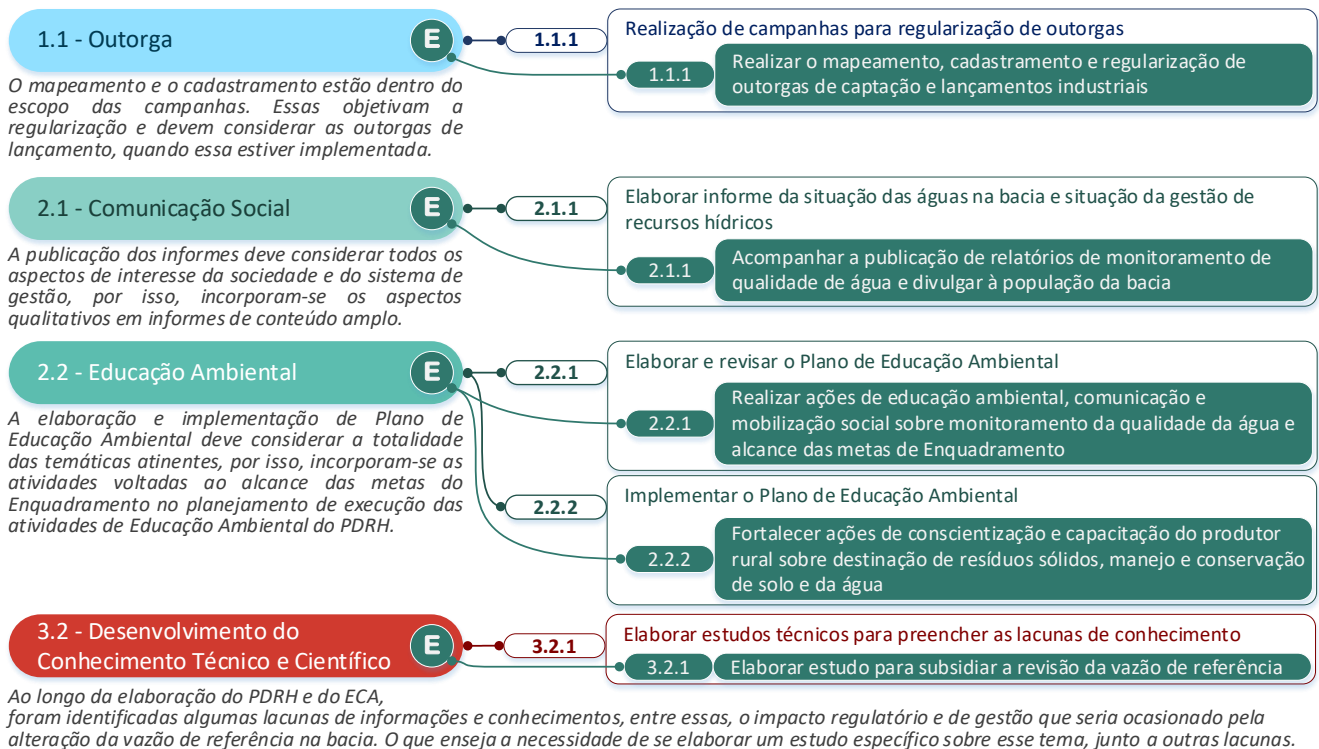 1.1 - Outorga
E
1.1.1
Realização de campanhas para regularização de outorgas
1.1.1
Realizar o mapeamento, cadastramento e regularização de
outorgas de captação e lançamentos industriais
O mapeamento e o cadastramento estão dentro do
escopo das campanhas. Essas objetivam a
regularização e devem considerar as outorgas de
lançamento, quando essa estiver implementada.
2.1 - Comunicação Social
E
2.1.1
Elaborar informe da situação das águas na bacia e situação da gestão de
recursos hídricos
2.1.1
Acompanhar a publicação de relatórios de monitoramento de
qualidade de água e divulgar à população da bacia
A publicação dos informes deve considerar todos os
aspectos de interesse da sociedade e do sistema de
gestão, por isso, incorporam-se os aspectos
qualitativos em informes de conteúdo amplo.
2.2 - Educação Ambiental
E
2.2.1
Elaborar e revisar o Plano de Educação Ambiental
2.2.1
Realizar ações de educação ambiental, comunicação e
mobilização social sobre monitoramento da qualidade da água e
alcance das metas de Enquadramento
2.2.2
Implementar o Plano de Educação Ambiental
2.2.2
Fortalecer ações de conscientização e capacitação do produtor
rural sobre destinação de resíduos sólidos, manejo e conservação
de solo e da água
A elaboração e implementação de Plano de
Educação Ambiental deve considerar a totalidade
das temáticas atinentes, por isso, incorporam-se as
atividades voltadas ao alcance das metas do
Enquadramento no planejamento de execução das
atividades de Educação Ambiental do PDRH.
3.2 - Desenvolvimento do
Conhecimento Técnico e Científico
E
3.2.1
Elaborar estudos técnicos para preencher as lacunas de conhecimento
3.2.1
Elaborar estudo para subsidiar a revisão da vazão de referência
Ao longo da elaboração do PDRH e do ECA,
foram identificadas algumas lacunas de informações e conhecimentos, entre essas, o impacto regulatório e de gestão que seria ocasionado pela
alteração da vazão de referência na bacia. O que enseja a necessidade de se elaborar um estudo específico sobre esse tema, junto a outras lacunas.